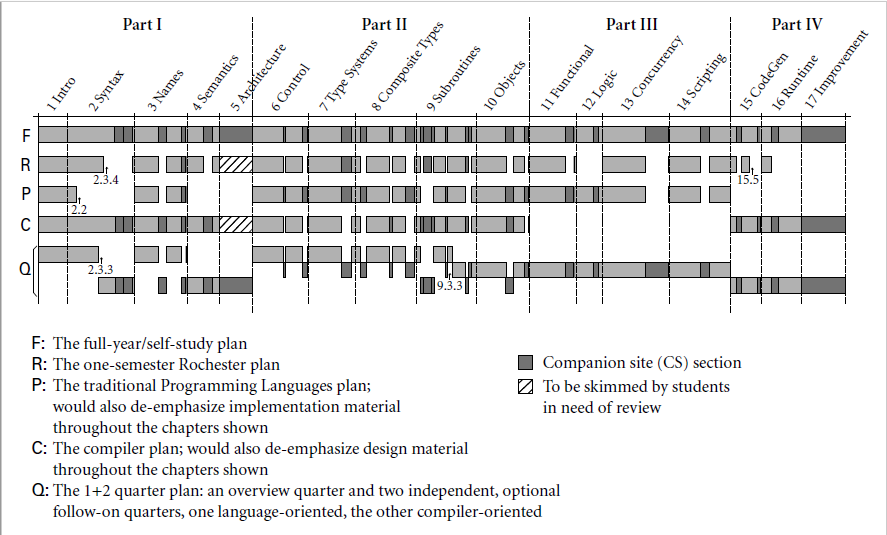 Part I Part II Part III Part IV
1 Intro
2 Syntax
3 Names
4 Semantics
5 Architecture
6 Control
7 Type Systems
8 Composite Types
9 Subroutines
10 Objects
11 Functional
12 Logic
13 Concurrency
14 Scripting
15 CodeGen
16 Runtime
17 Improvement
F
R
2.3.4 15.5
P
2.2
C
Q
2.3.3
9.3.3
F: The full-year/self-study plan
R: The one-semester Rochester plan
P: The traditional Programming Languages plan;
would also de-emphasize implementation material
throughout the chapters shown
C: The compiler plan; would also de-emphasize design material
throughout the chapters shown
Q: The 1+2 quarter plan: an overview quarter and two independent, optional
follow-on quarters, one language-oriented, the other compiler-oriented
Companion site (CS) section
To be skimmed by students
in need of review